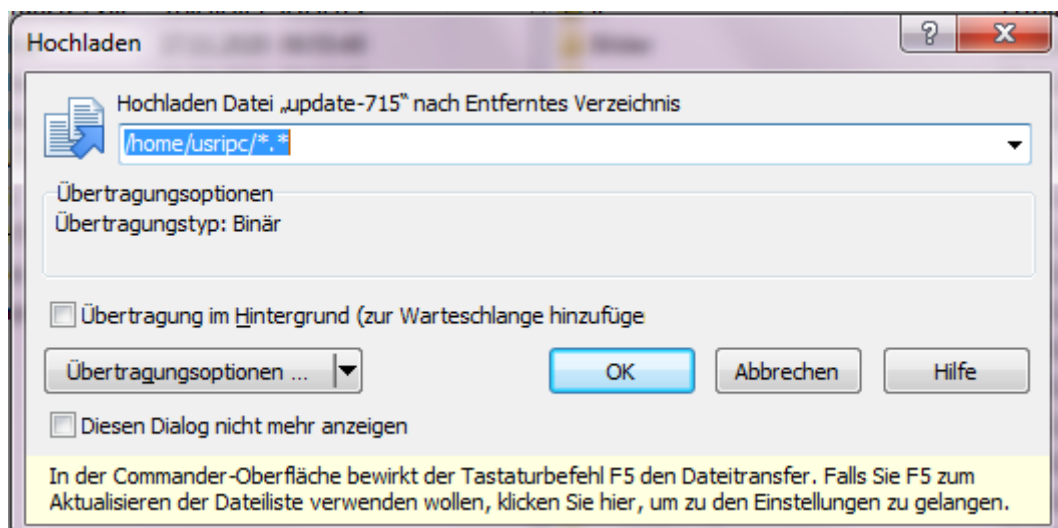 Hochladen
Hochladen Datei „update-715” nach Entferntes Verzeichnis
/home/usripc/*.*
Übertragungsoptionen
Übertragungstyp: Binär
Übertragung im Hintergrund (zur Warteschlange hinzufüge
Übertragungsoptionen ...
OK
Abbrechen
Hilfe
Diesen Dialog nicht mehr anzeigen
In der Commander-Oberfläche bewirkt der Tastaturbefehl F5 den Dateitransfer. Falls Sie F5 zum
Aktualisieren der Dateiliste verwenden wollen, klicken Sie hier, um zu den Einstellungen zu gelangen.